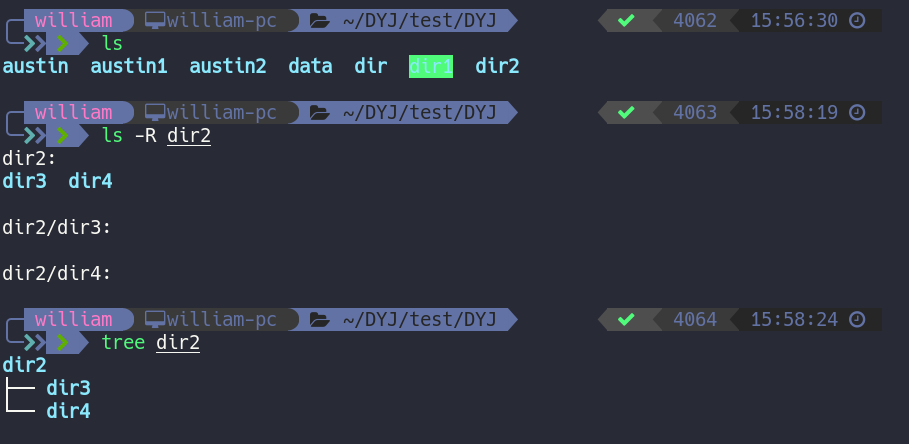 william william-pc ~/DYJ/test/DYJ ✔ 4062 15:56:30
ls
austin austin1 austin2 data dir dir1 dir2
william william-pc ~/DYJ/test/DYJ ✔ 4063 15:58:19
ls -R dir2
dir2:
dir3 dir4
dir2/dir3:
dir2/dir4:
william william-pc ~/DYJ/test/DYJ ✔ 4064 15:58:24
tree dir2
dir2
├── dir3
└── dir4